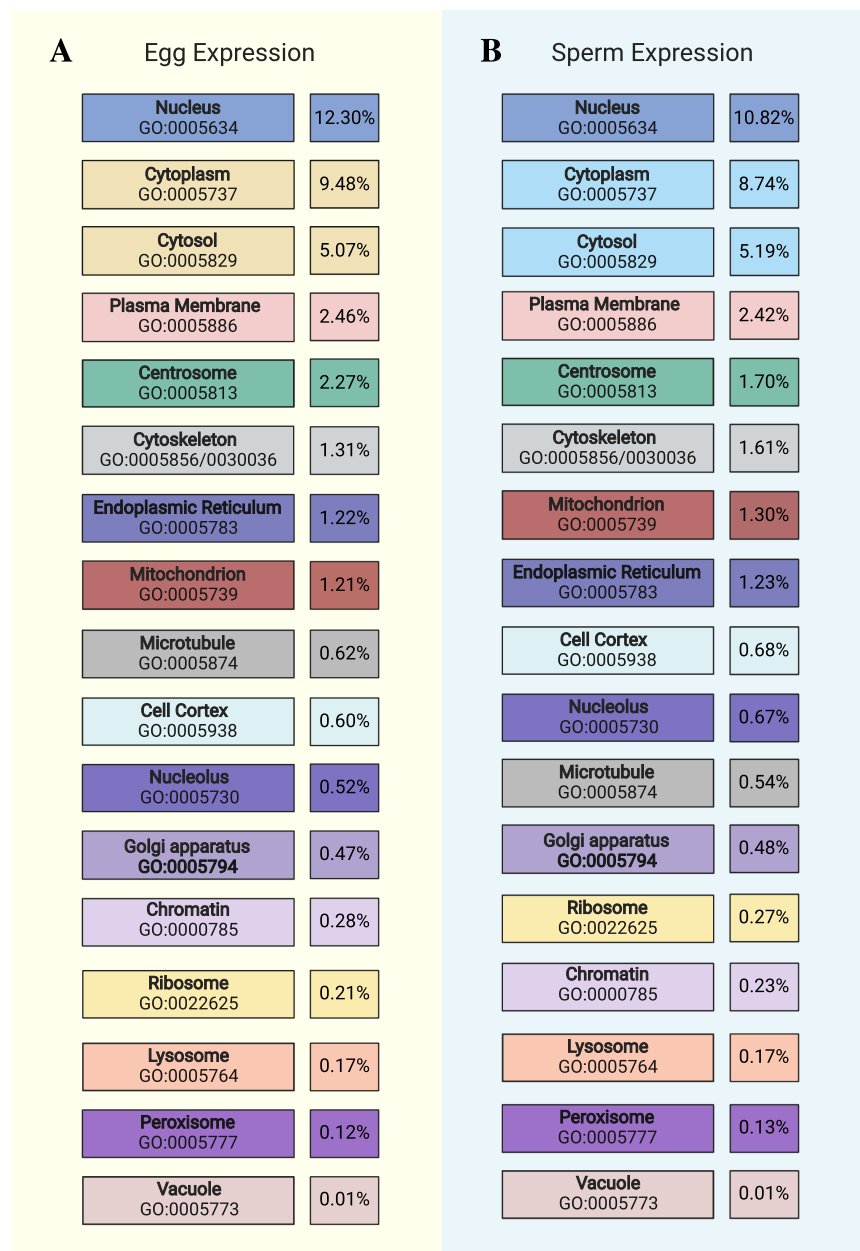 A Egg Expression
Nucleus
GO:0005634
12.30%
Cytoplasm
GO:0005737
9.48%
Cytosol
GO:0005829
5.07%
Plasma Membrane
GO:0005886
2.46%
Centrosome
GO:0005813
2.27%
Cytoskeleton
GO:0005856/0030036
1.31%
Endoplasmic Reticulum
GO:0005783
1.22%
Mitochondrion
GO:0005739
1.21%
Microtubule
GO:0005874
0.62%
Cell Cortex
GO:0005938
0.60%
Nucleolus
GO:0005730
0.52%
Golgi apparatus
GO:0005794
0.47%
Chromatin
GO:0000785
0.28%
Ribosome
GO:0022625
0.21%
Lysosome
GO:0005764
0.17%
Peroxisome
GO:0005777
0.12%
Vacuole
GO:0005773
0.01%
B Sperm Expression
Nucleus
GO:0005634
10.82%
Cytoplasm
GO:0005737
8.74%
Cytosol
GO:0005829
5.19%
Plasma Membrane
GO:0005886
2.42%
Centrosome
GO:0005813
1.70%
Cytoskeleton
GO:0005856/0030036
1.61%
Mitochondrion
GO:0005739
1.30%
Endoplasmic Reticulum
GO:0005783
1.23%
Cell Cortex
GO:0005938
0.68%
Nucleolus
GO:0005730
0.67%
Microtubule
GO:0005874
0.54%
Golgi apparatus
GO:0005794
0.48%
Ribosome
GO:0022625
0.27%
Chromatin
GO:0000785
0.23%
Lysosome
GO:0005764
0.17%
Peroxisome
GO:0005777
0.13%
Vacuole
GO:0005773
0.01%